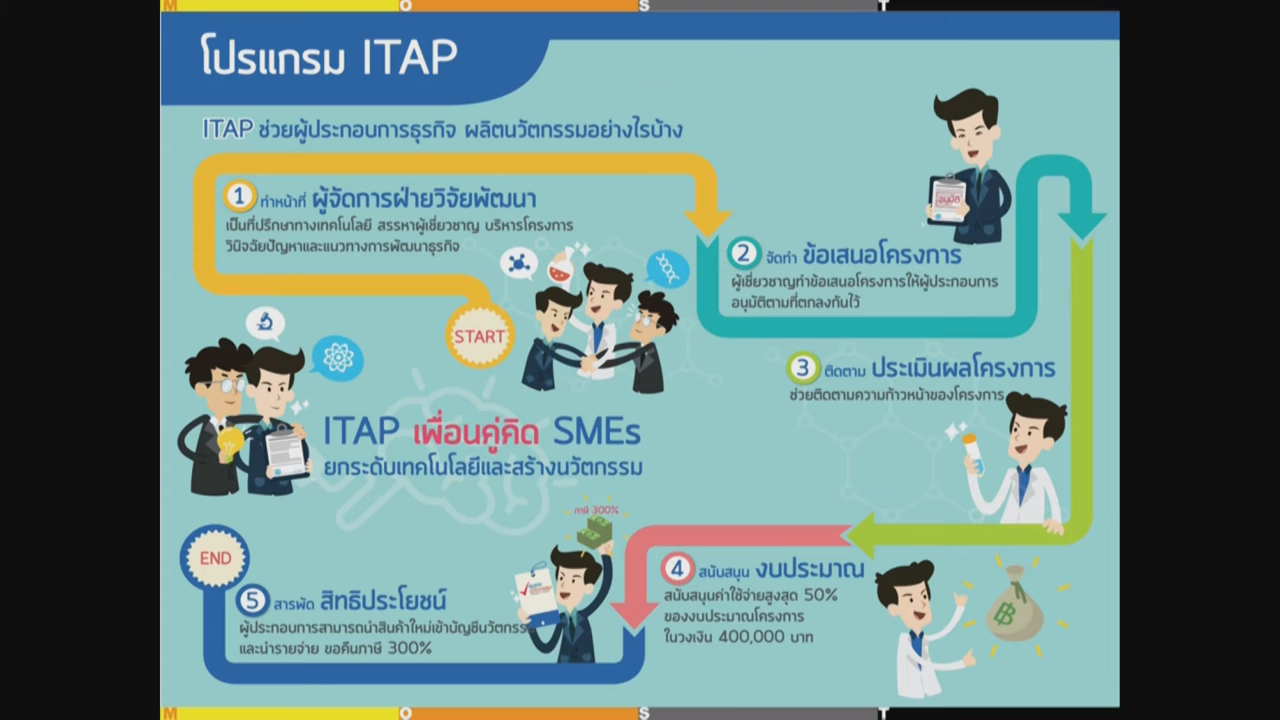 M O S T
โปรแกรม ITAP
ITAP ช่วยผู้ประกอบการธุรกิจ ผลิตนวัตกรรมอย่างไรบ้าง
1 ทำหน้าที่ ผู้จัดการฝ่ายวิจัยพัฒนา
เป็นที่ปรึกษาทางเทคโนโลยี สรรหาผู้เชี่ยวชาญ บริหารโครงการ
วินิจฉัยปัญหาและแนวทางการพัฒนาธุรกิจ
START
อนุมัติ
2 จัดทำ ข้อเสนอโครงการ
ผู้เชี่ยวชาญทำข้อเสนอโครงการให้ผู้ประกอบการ
อนุมัติตามที่ตกลงกันไว้
3 ติดตาม ประเมินผลโครงการ
ช่วยติดตามความก้าวหน้าของโครงการ
ITAP เพื่อนคู่คิด SMEs
ยกระดับเทคโนโลยีและสร้างนวัตกรรม
4 สนับสนุน งบประมาณ
สนับสนุนค่าใช้จ่ายสูงสุด 50%
ของงบประมาณโครงการ
ในวงเงิน 400,000 บาท
฿
ภาษี 300%
END
5 สารพัด สิทธิประโยชน์
ผู้ประกอบการสามารถนำสินค้าใหม่เข้าบัญชีนวัตกรร
และนำรายจ่าย ขอคืนภาษี 300%
M O S T